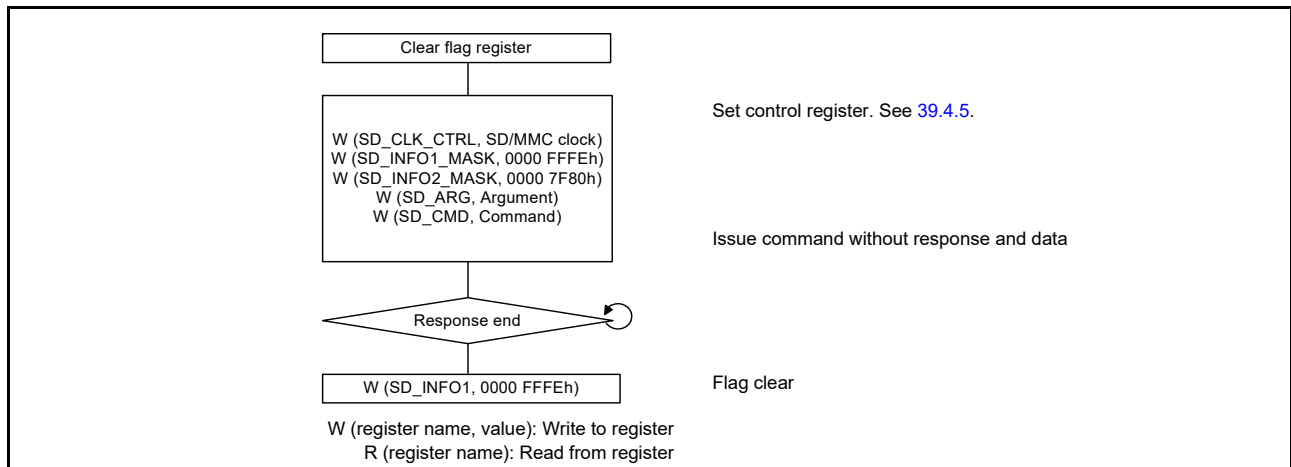 Clear flag register
Set control register. See 39.4.5.
W (SD_CLK_CTRL, SD/MMC clock)
W (SD_INFO1_MASK, 0000 FFFEh)
W (SD_INFO2_MASK, 0000 7F80h)
W (SD_ARG, Argument)
W (SD_CMD, Command)
Issue command without response and data
Response end
W (SD_INFO1, 0000 FFFEh)
Flag clear
W (register name, value): Write to register
R (register name): Read from register